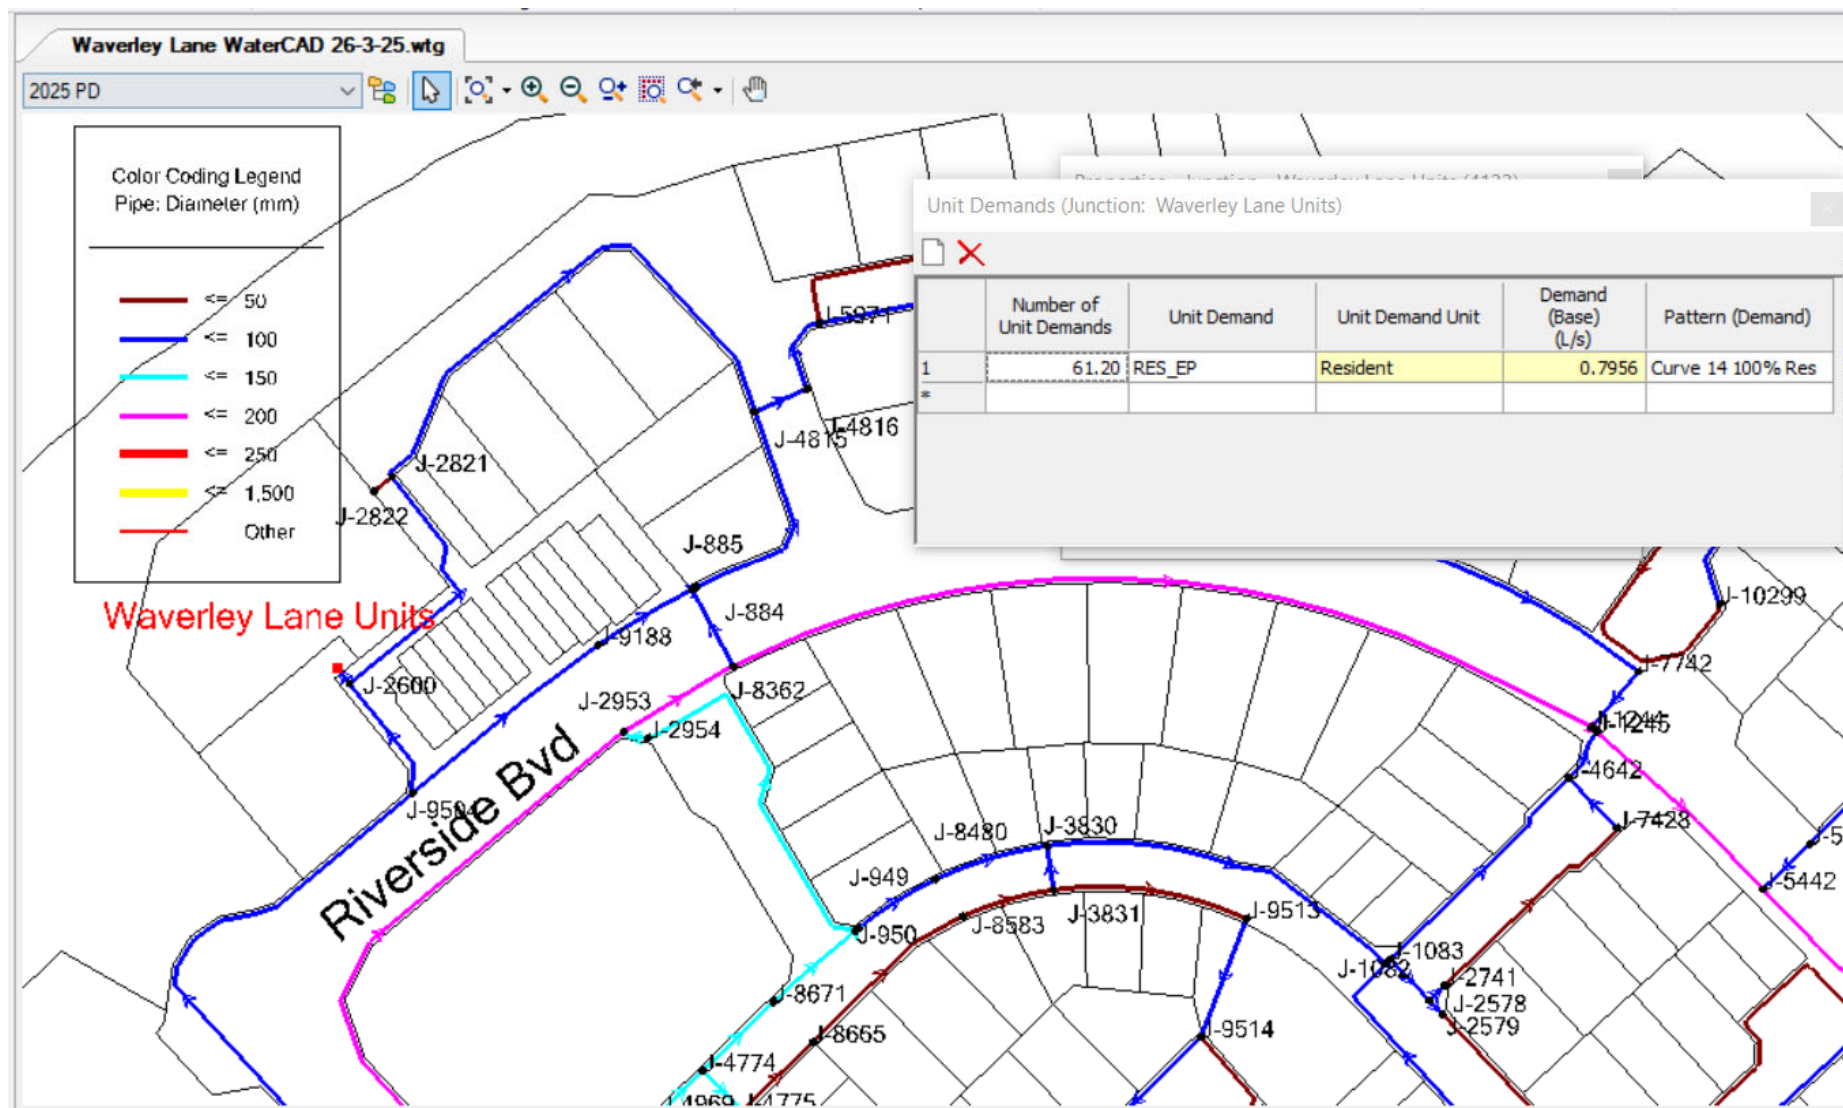 Waverley Lane WaterCAD 26-3-25.wtg
2025 PD
Color Coding Legend
Pipe: Diameter (mm)
<= 50
<= 100
<= 150
<= 200
<= 250
<= 1,500
Other
Unit Demands (Junction: Waverley Lane Units)
Number of Unit Demands
Unit Demand
Unit Demand Unit
Demand (Base) (L/s)
Pattern (Demand)
1 61.20 RES_EP Resident 0.7956 Curve 14 100% Res
*
J-5971
J-4815
J-4816
J-2821
J-2822
J-885
J-884
Waverley Lane Units
J-9188
J-2600
J-2953
J-8362
J-2954
Riverside Bvd
J-10299
J-7742
J-1245
J-4642
J-7428
J-5442
J-8480
J-3830
J-949
J-950
J-8583
J-3831
J-9513
J-1083
J-1082
J-2741
J-2578
J-2579
J-8671
J-8665
J-9514
J-4774
J-4969
J-4775